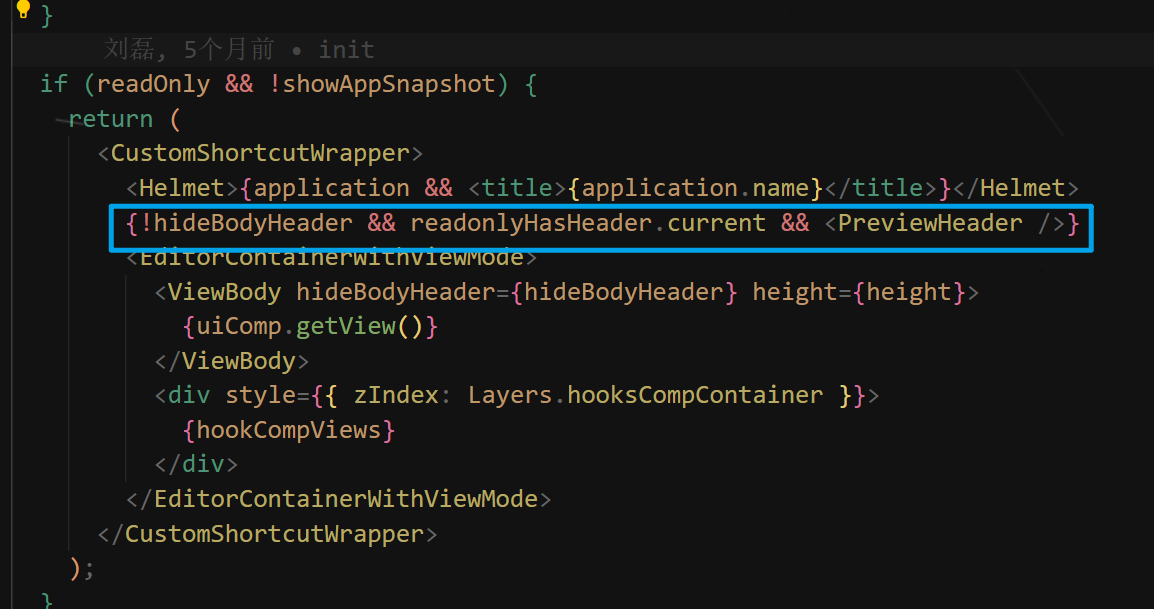 }
刘磊, 5个月前 • init
if (readOnly && !showAppSnapshot) {
return (
<CustomShortcutWrapper>
<Helmet>{application && <title>{application.name}</title>}</Helmet>
{!hideBodyHeader && readonlyHasHeader.current && <PreviewHeader />}
<EditorContainerWithViewMode>
<ViewBody hideBodyHeader={hideBodyHeader} height={height}>
{uiComp.getView()}
</ViewBody>
<div style={{ zIndex: Layers.hooksCompContainer }}>
{hookCompViews}
</div>
</EditorContainerWithViewMode>
</CustomShortcutWrapper>
);
}